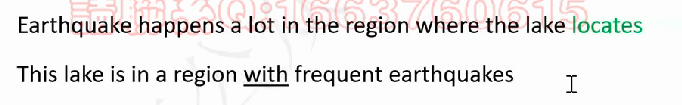 Earthquake happens a lot in the region where the lake locates
This lake is in a region with frequent earthquakes